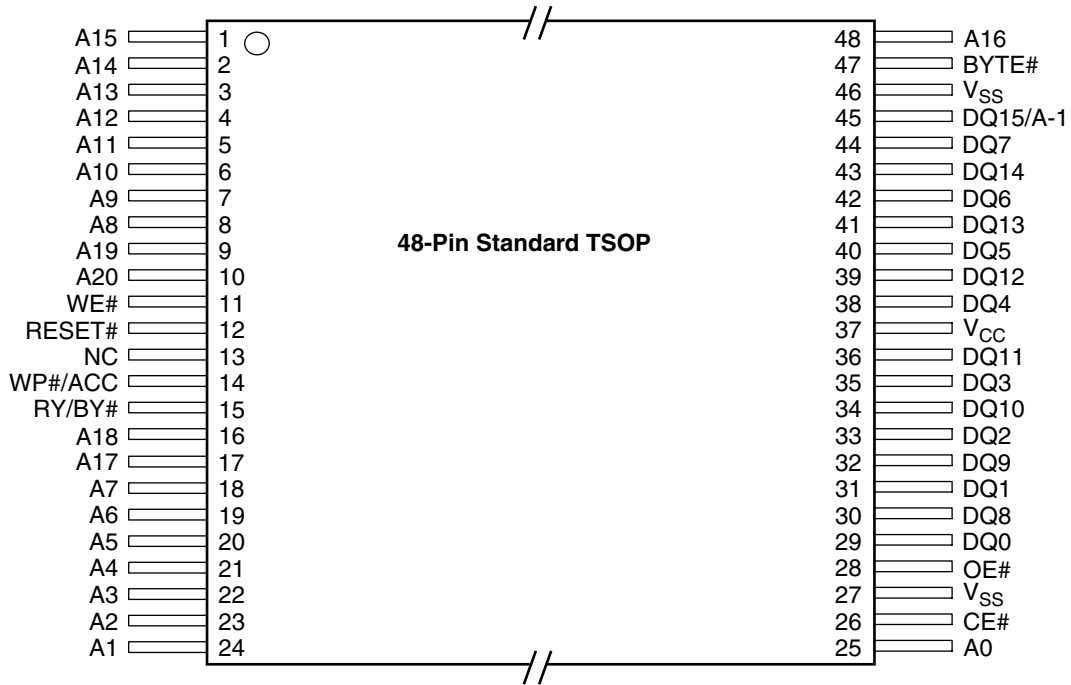 A15 1 48 A16
A14 2 47 BYTE#
A13 3 46 VSS
A12 4 45 DQ15/A-1
A11 5 44 DQ7
A10 6 43 DQ14
A9 7 42 DQ6
A8 8 41 DQ13
48-Pin Standard TSOP
A19 9 40 DQ5
A20 10 39 DQ12
WE# 11 38 DQ4
RESET# 12 37 VCC
NC 13 36 DQ11
WP#/ACC 14 35 DQ3
RY/BY# 15 34 DQ10
A18 16 33 DQ2
A17 17 32 DQ9
A7 18 31 DQ1
A6 19 30 DQ8
A5 20 29 DQ0
A4 21 28 OE#
A3 22 27 VSS
A2 23 26 CE#
A1 24 25 A0